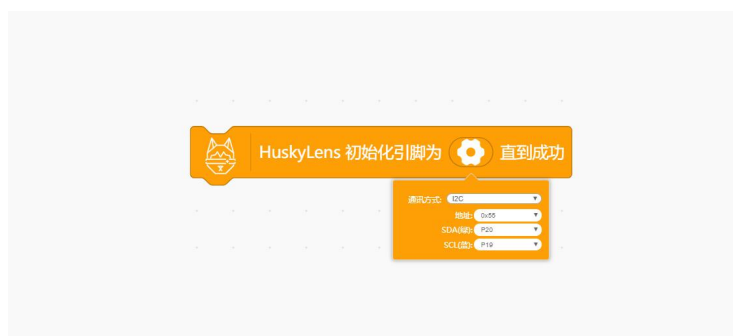 HuskyLens 初始化引脚为 直到成功
通讯方式: I2C
地址: 0x55
SDA(绿): P20
SCL(蓝): P19